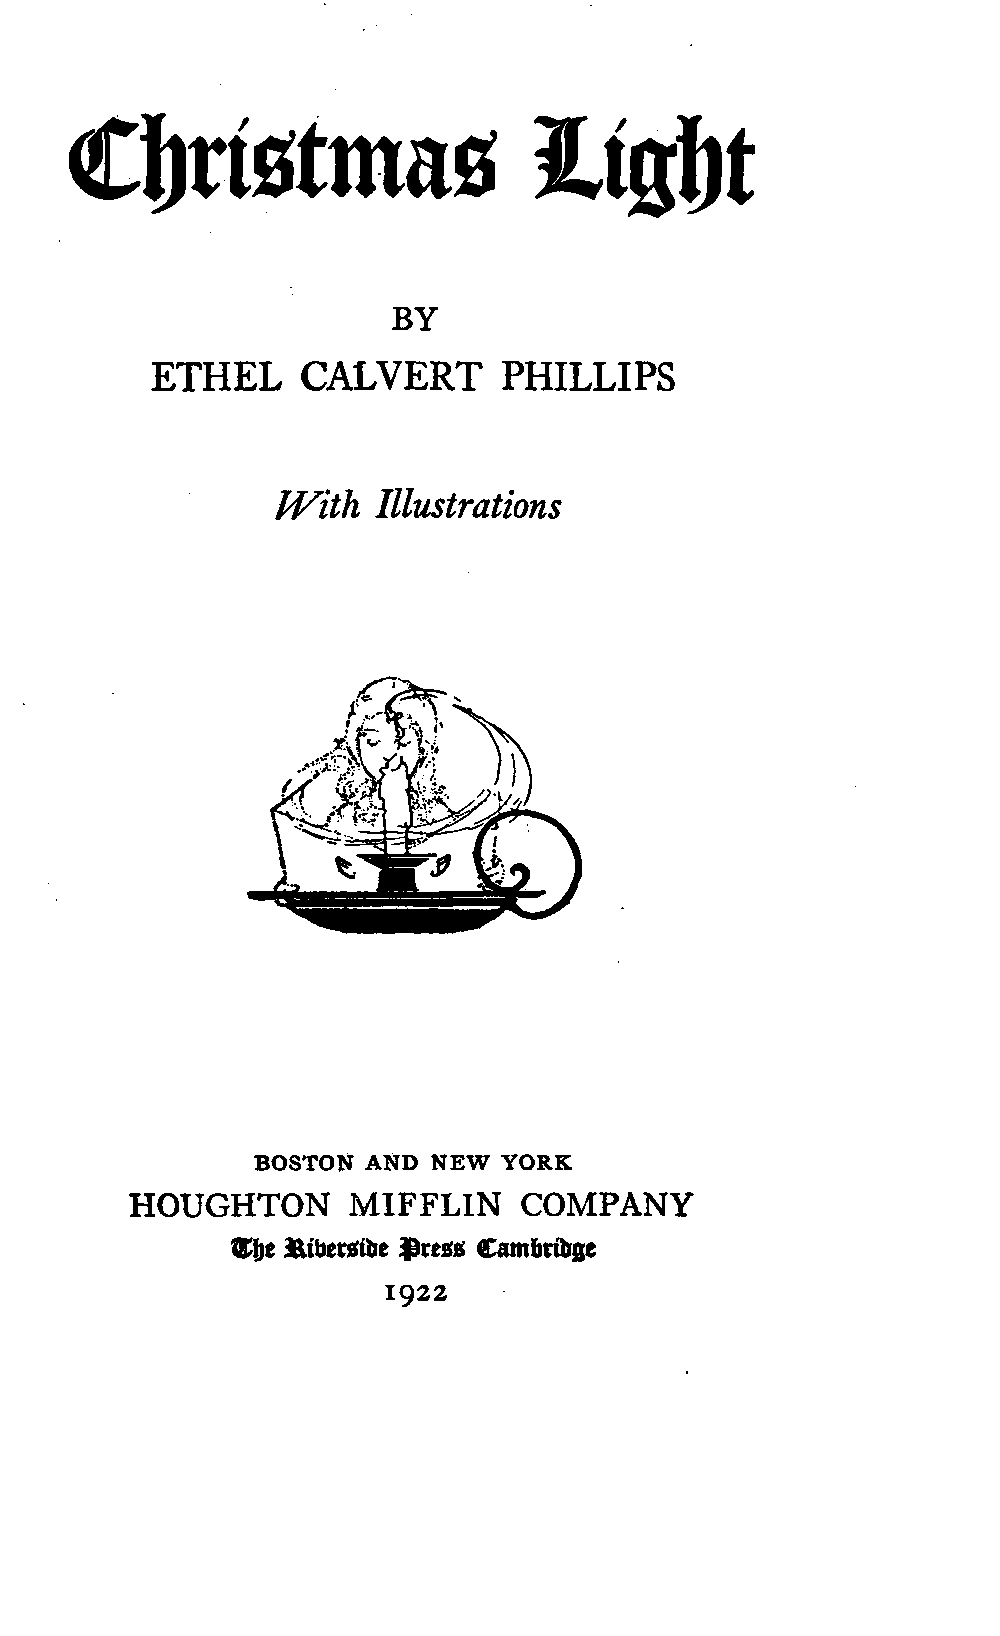 Christmas Light
BY
ETHEL CALVERT PHILLIPS
With Illustrations
BOSTON AND NEW YORK
HOUGHTON MIFFLIN COMPANY
The Riverside Press Cambridge
1922